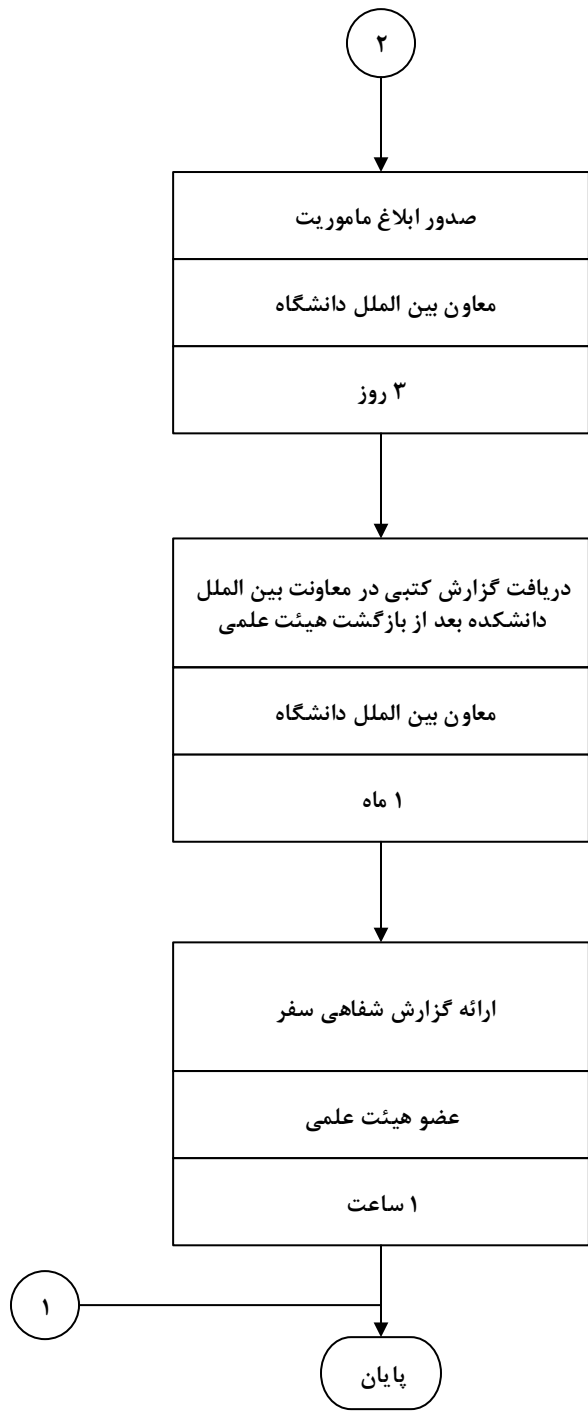 ۲
صدور ابلاغ ماموریت
معاون بین الملل دانشگاه
۳ روز
دریافت گزارش کتبی در معاونت بین الملل
دانشکده بعد از بازگشت هیئت علمی
معاون بین الملل دانشگاه
۱ ماه
ارائه گزارش شفاهی سفر
عضو هیئت علمی
۱ ساعت
۱
پایان